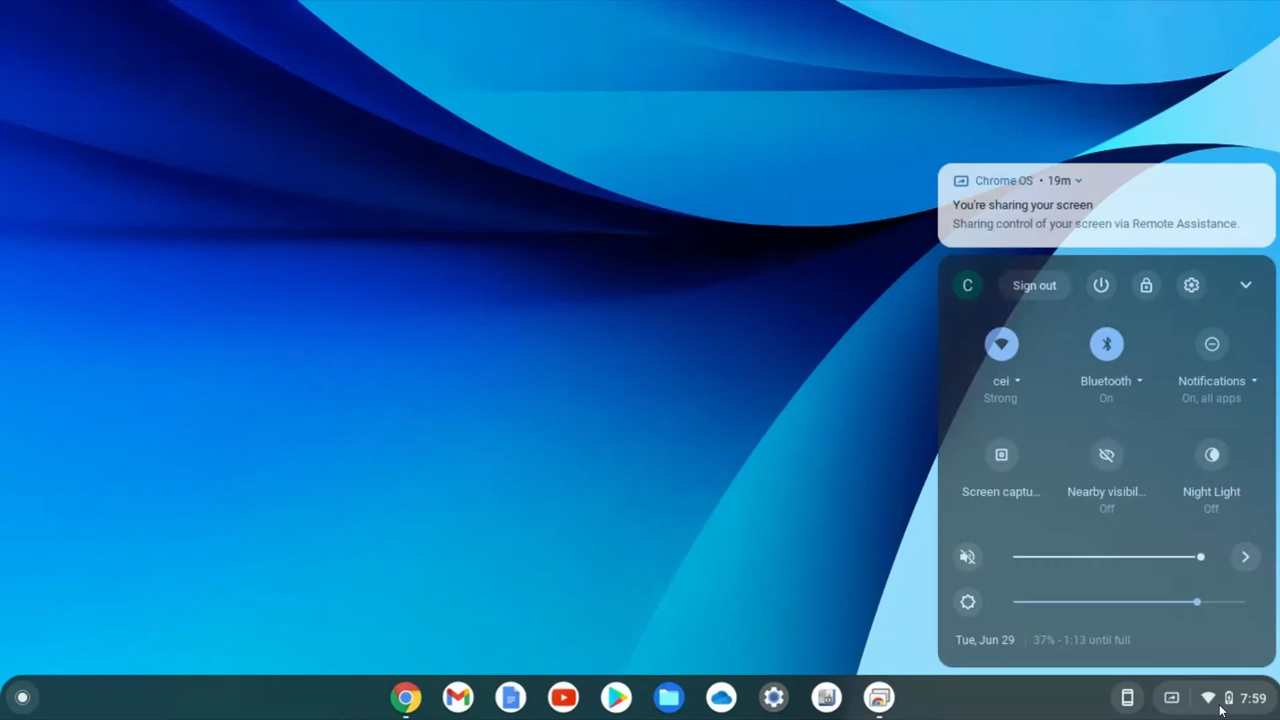 Chrome OS • 19m
You're sharing your screen
Sharing control of your screen via Remote Assistance.
C
Sign out
cei
Strong
Bluetooth
On
Notifications
On, all apps
Screen captu...
Nearby visibil...
Off
Night Light
Off
Tue, Jun 29
37% - 1:13 until full
7:59